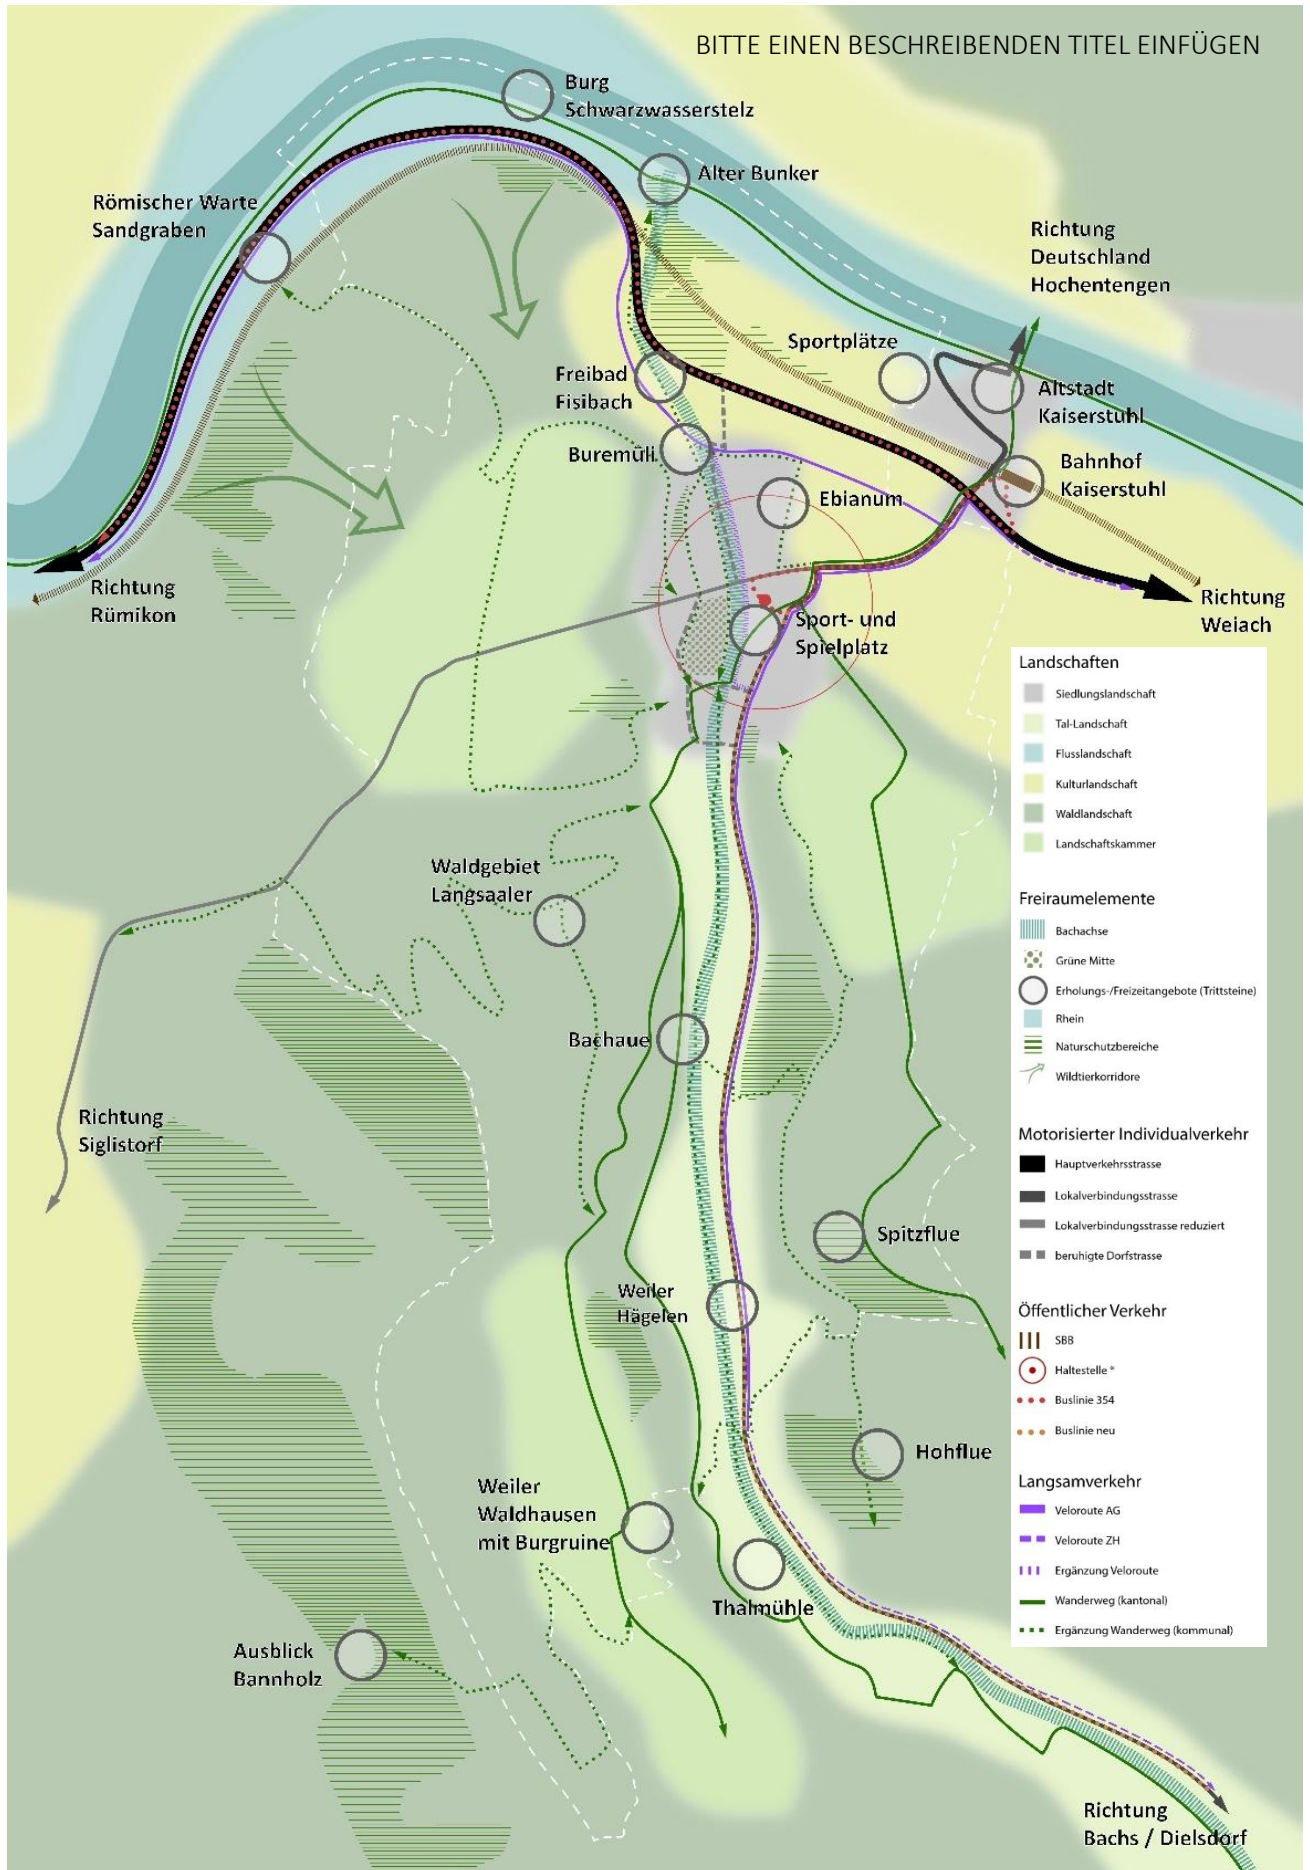 BITTE EINEN BESCHREIBENDEN TITEL EINFÜGEN
Burg
Schwarzwasserstelz
Alter Bunker
Römischer Warte
Sandgraben
Richtung
Deutschland
Hochentengen
Sportplätze
Freibad
Fisibach
Altstadt
Kaiserstuhl
Buremüli
Bahnhof
Kaiserstuhl
Ebianum
Richtung
Rümikon
Richtung
Weiach
Sport- und
Spielplatz
Waldgebiet
Langsaaler
Bachaue
Richtung
Siglistorf
Spitzflue
Weiler
Hägelen
Hohflue
Weiler
Waldhausen
mit Burgruine
Thalmühle
Ausblick
Bannholz
Richtung
Bachs / Dielsdorf
Landschaften
Siedlungslandschaft
Tal-Landschaft
Flusslandschaft
Kulturlandschaft
Waldlandschaft
Landschaftskammer
Freiraumelemente
Bachachse
Grüne Mitte
Erholungs-/Freizeitangebote (Trittsteine)
Rhein
Naturschutzbereiche
Wildtierkorridore
Motorisierter Individualverkehr
Hauptverkehrsstrasse
Lokalverbindungsstrasse
Lokalverbindungsstrasse reduziert
beruhigte Dorfstrasse
Öffentlicher Verkehr
SBB
Haltestelle *
Buslinie 354
Buslinie neu
Langsamverkehr
Veloroute AG
Veloroute ZH
Ergänzung Veloroute
Wanderweg (kantonal)
Ergänzung Wanderweg (kommunal)